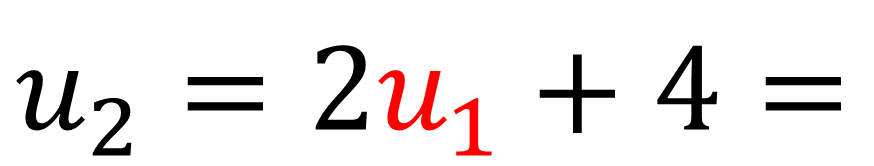 u₂ = 2u₁ + 4 =